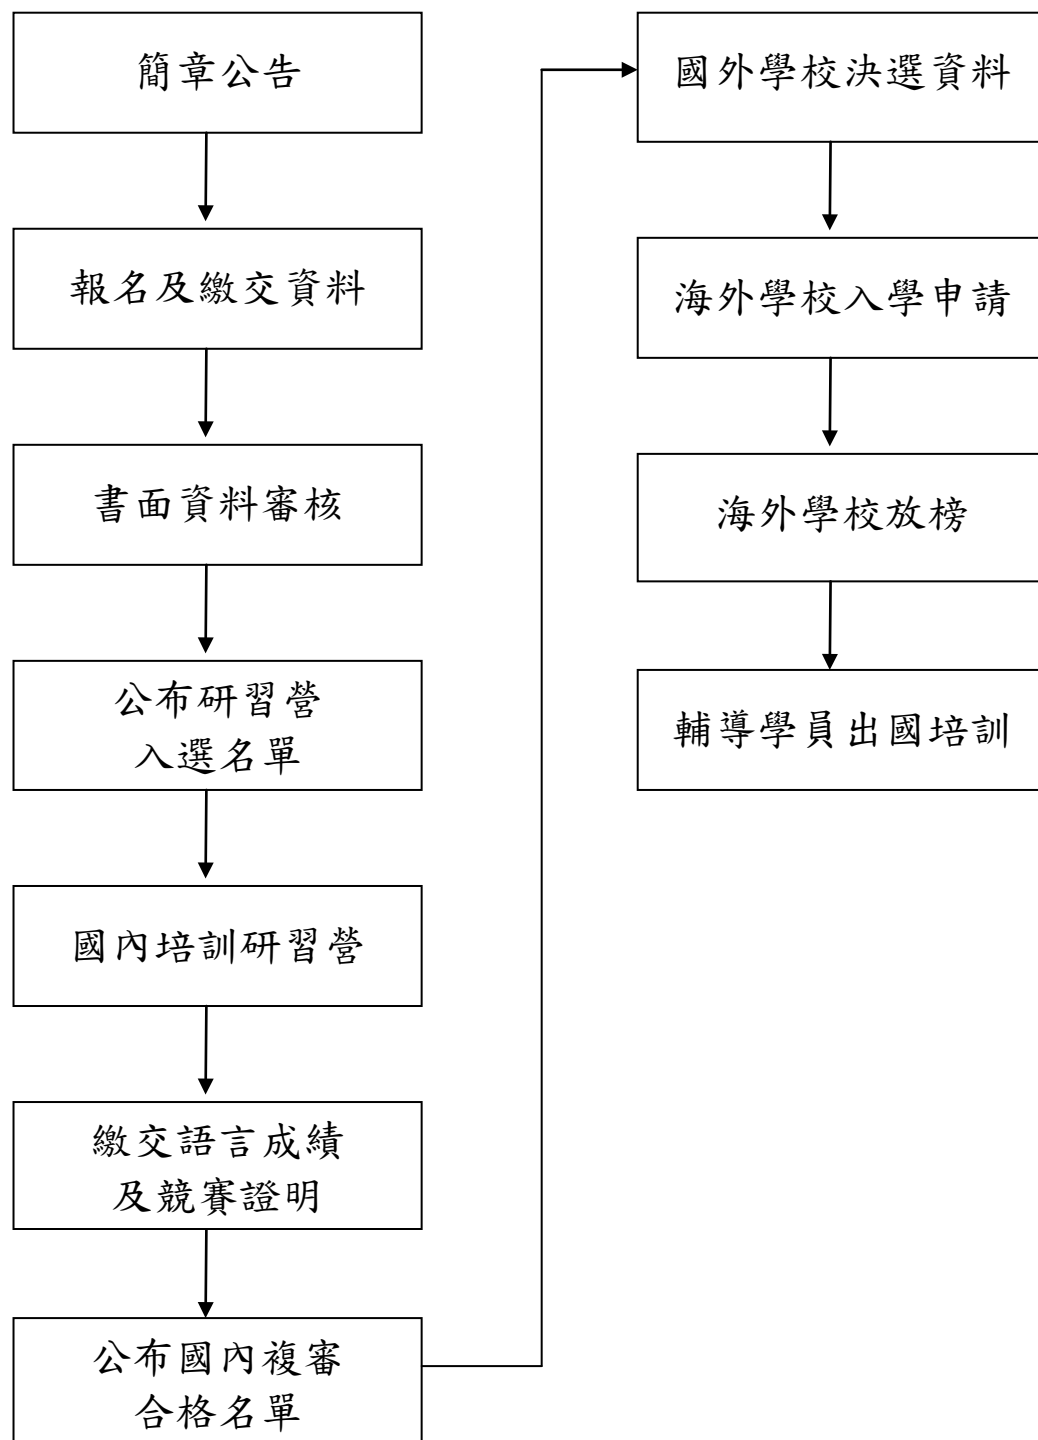 簡章公告
報名及繳交資料
書面資料審核
公布研習營
入選名單
國內培訓研習營
繳交語言成績
及競賽證明
公布國內複審
合格名單
國外學校決選資料
海外學校入學申請
海外學校放榜
輔導學員出國培訓